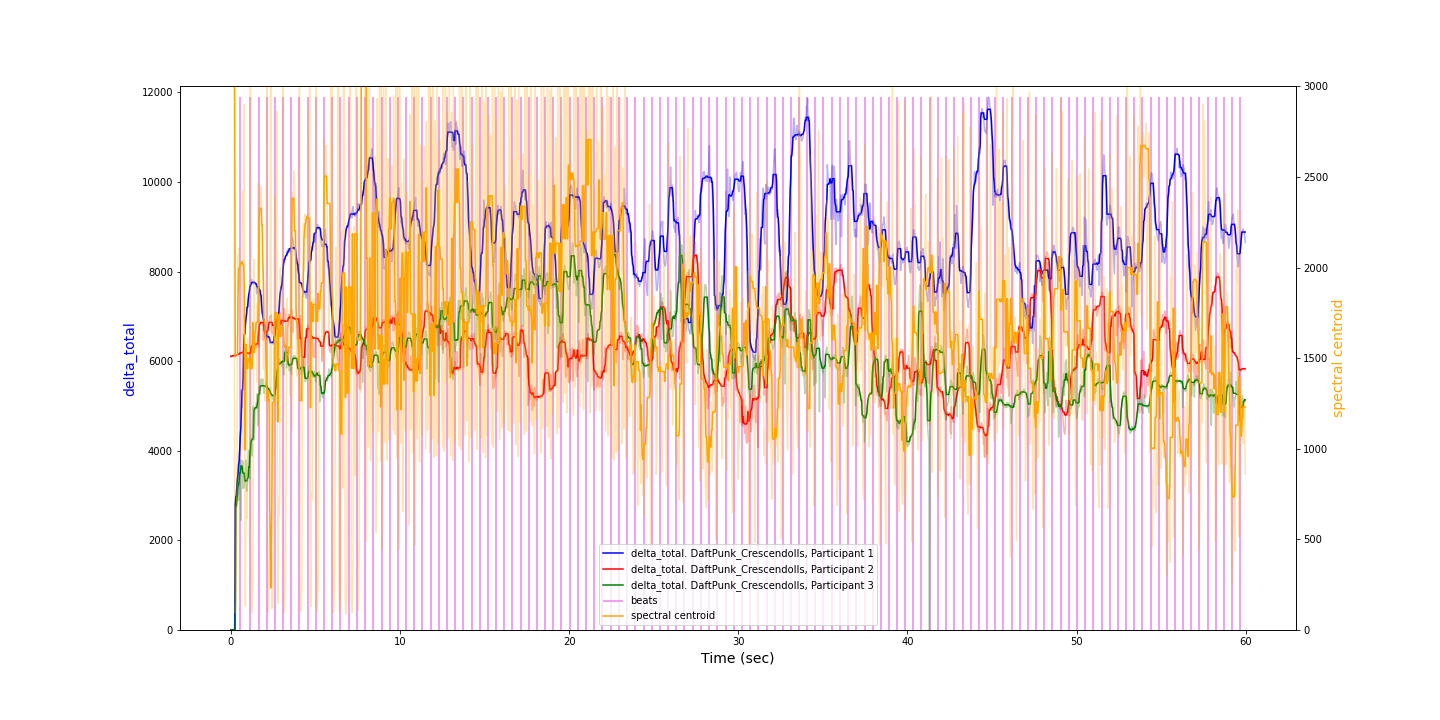 12000
10000
8000
6000
4000
2000
0
delta_total
3000
2500
2000
1500
1000
500
0
spectral centroid
delta_total. DaftPunk_Crescendolls, Participant 1
delta_total. DaftPunk_Crescendolls, Participant 2
delta_total. DaftPunk_Crescendolls, Participant 3
beats
spectral centroid
0 10 20 30 40 50 60
Time (sec)